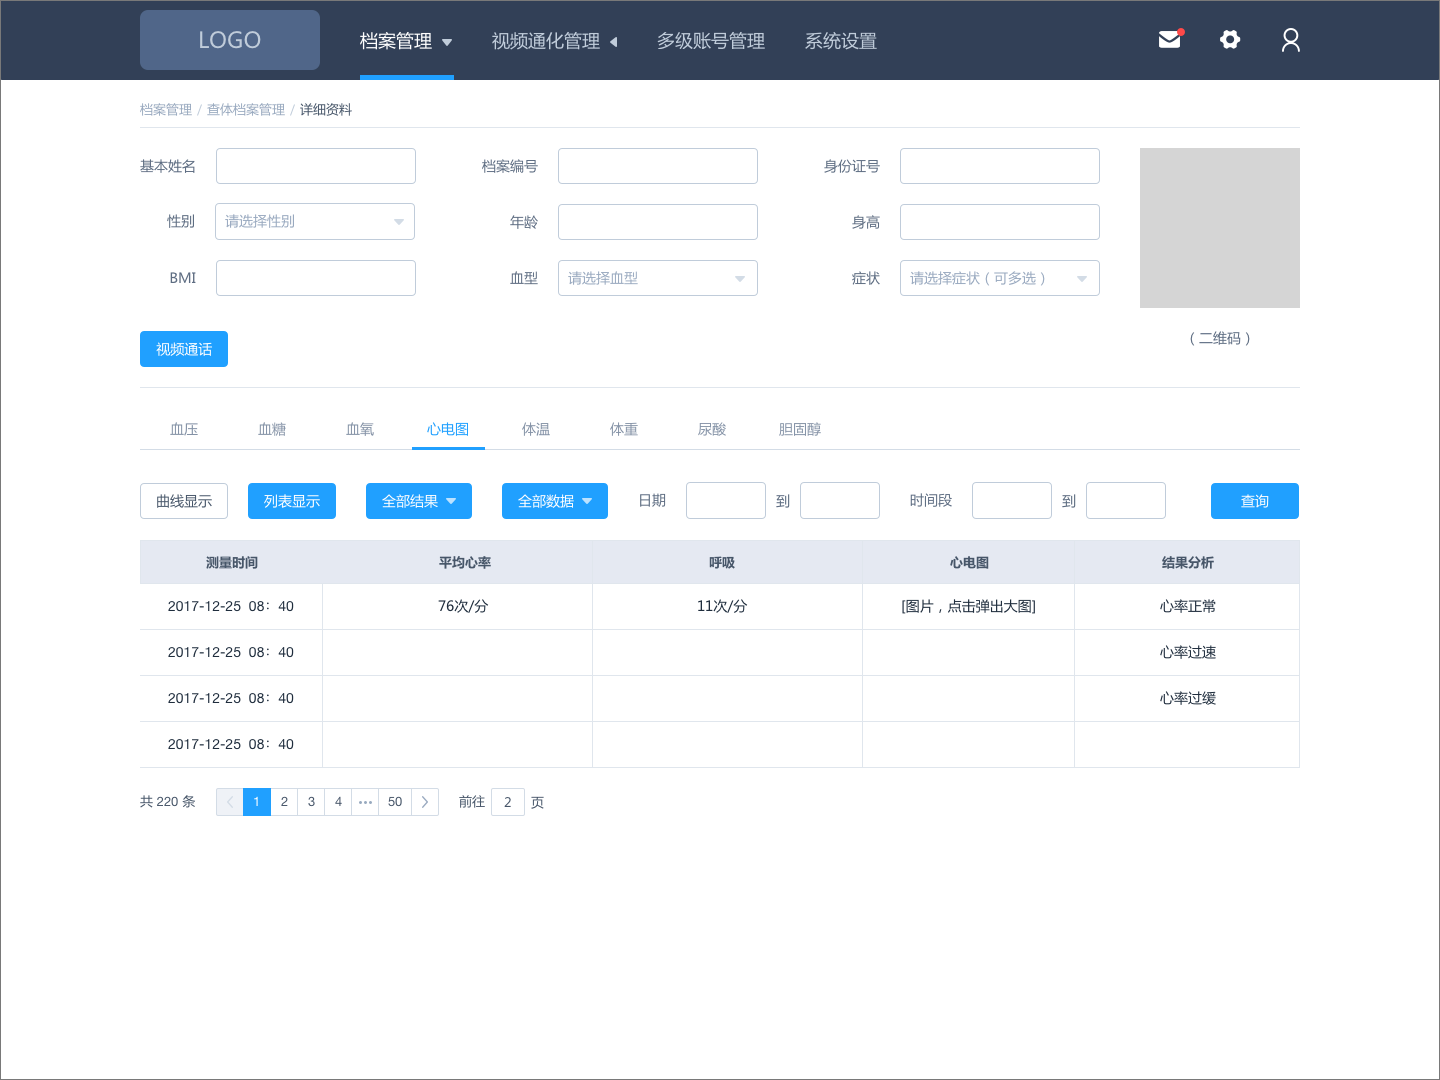 LOGO 档案管理 视频通化管理 多级账号管理 系统设置
档案管理 / 查体档案管理 / 详细资料
基本姓名 档案编号 身份证号
性别 请选择性别 年龄 身高
BMI 血型 请选择血型 症状 请选择症状（可多选）
（二维码）
视频通话
血压 血糖 血氧 心电图 体温 体重 尿酸 胆固醇
曲线显示 列表显示 全部结果 全部数据 日期 到 时间段 到 查询
测量时间 平均心率 呼吸 心电图 结果分析
2017-12-25 08：40 76次/分 11次/分 [图片，点击弹出大图] 心率正常
2017-12-25 08：40 心率过速
2017-12-25 08：40 心率过缓
2017-12-25 08：40
共 220 条 1 2 3 4 ••• 50 前往 2 页